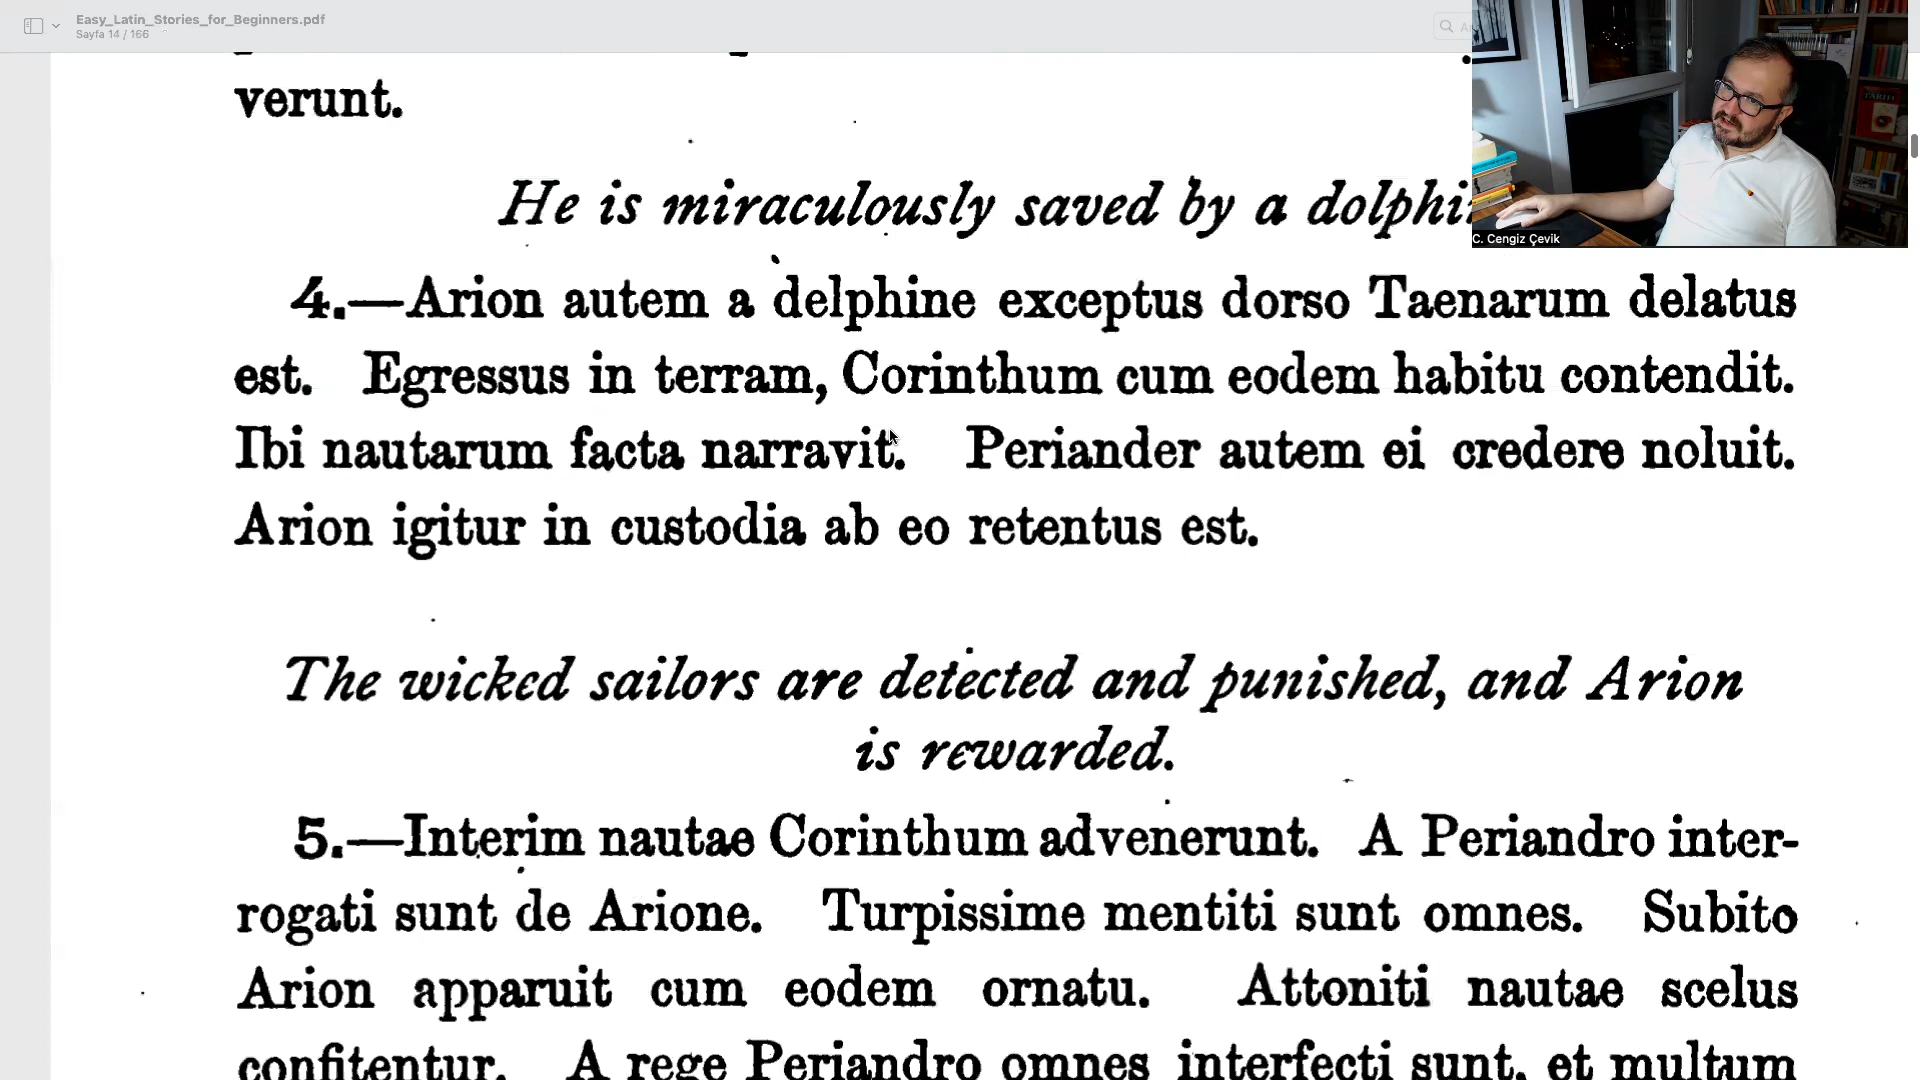 Easy_Latin_Stories_for_Beginners.pdf
Sayfa 14 / 166
verunt.
He is miraculously saved by a
C. Cengiz Çevik
4.—Arion autem a delphine exceptus dorso Taenarum delatus
est. Egressus in terram, Corinthum cum eodem habitu contendit.
Ibi nautarum facta narravit. Periander autem ei credere noluit.
Arion igitur in custodia ab eo retentus est.
The wicked sailors are detected and punished, and Arion
is rewarded.
5.—Interim nautae Corinthum advenerunt. A Periandro inter-
rogati sunt de Arione. Turpissime mentiti sunt omnes. Subito
Arion apparuit cum eodem ornatu. Attoniti nautae scelus
confitentur. A rege Periandro omnes interfecti sunt, et multum